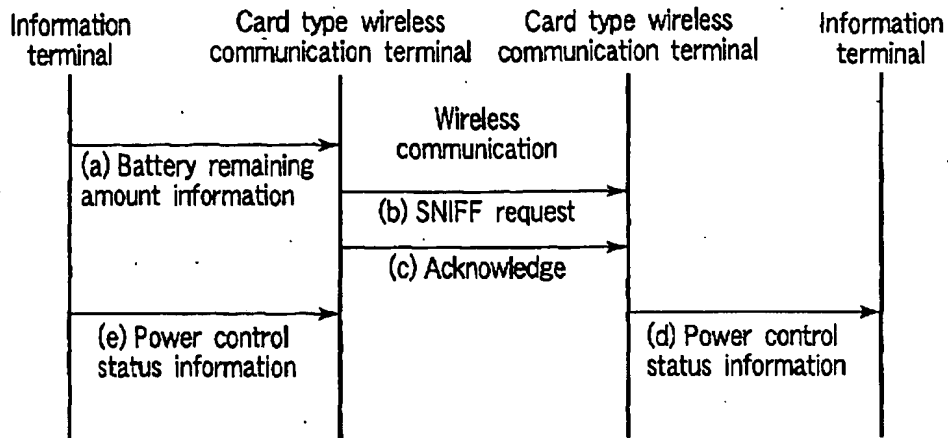 Information
terminal
Card type wireless
communication terminal
Card type wireless
communication terminal
Information
terminal
Wireless
communication
(a) Battery remaining
amount information
(b) SNIFF request
(c) Acknowledge
(e) Power control
status information
(d) Power control
status information